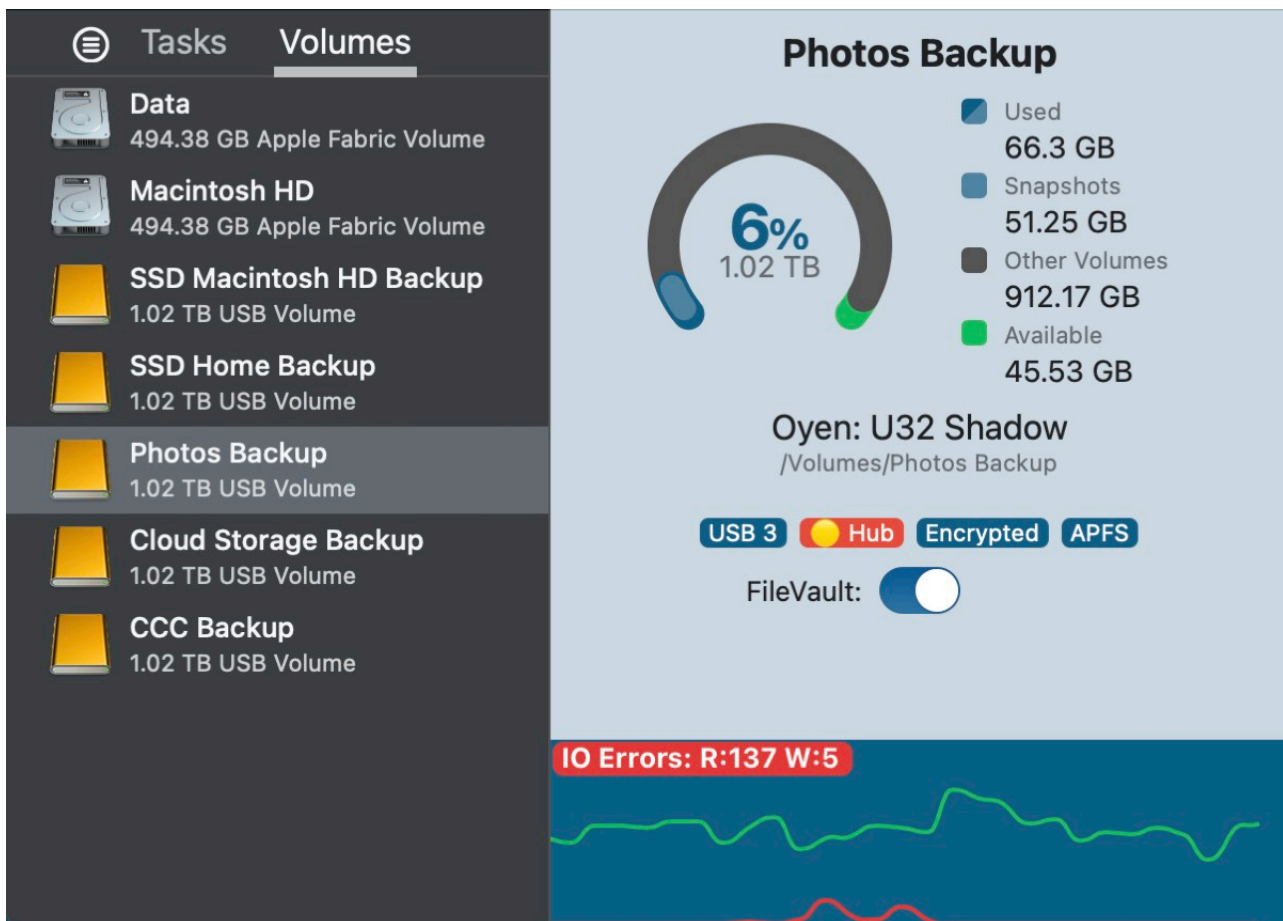 Tasks Volumes
Data
494.38 GB Apple Fabric Volume
Macintosh HD
494.38 GB Apple Fabric Volume
SSD Macintosh HD Backup
1.02 TB USB Volume
SSD Home Backup
1.02 TB USB Volume
Photos Backup
1.02 TB USB Volume
Cloud Storage Backup
1.02 TB USB Volume
CCC Backup
1.02 TB USB Volume
Photos Backup
6%
1.02 TB
Used
66.3 GB
Snapshots
51.25 GB
Other Volumes
912.17 GB
Available
45.53 GB
Oyen: U32 Shadow
/Volumes/Photos Backup
USB 3 Hub Encrypted APFS
FileVault:
IO Errors: R:137 W:5